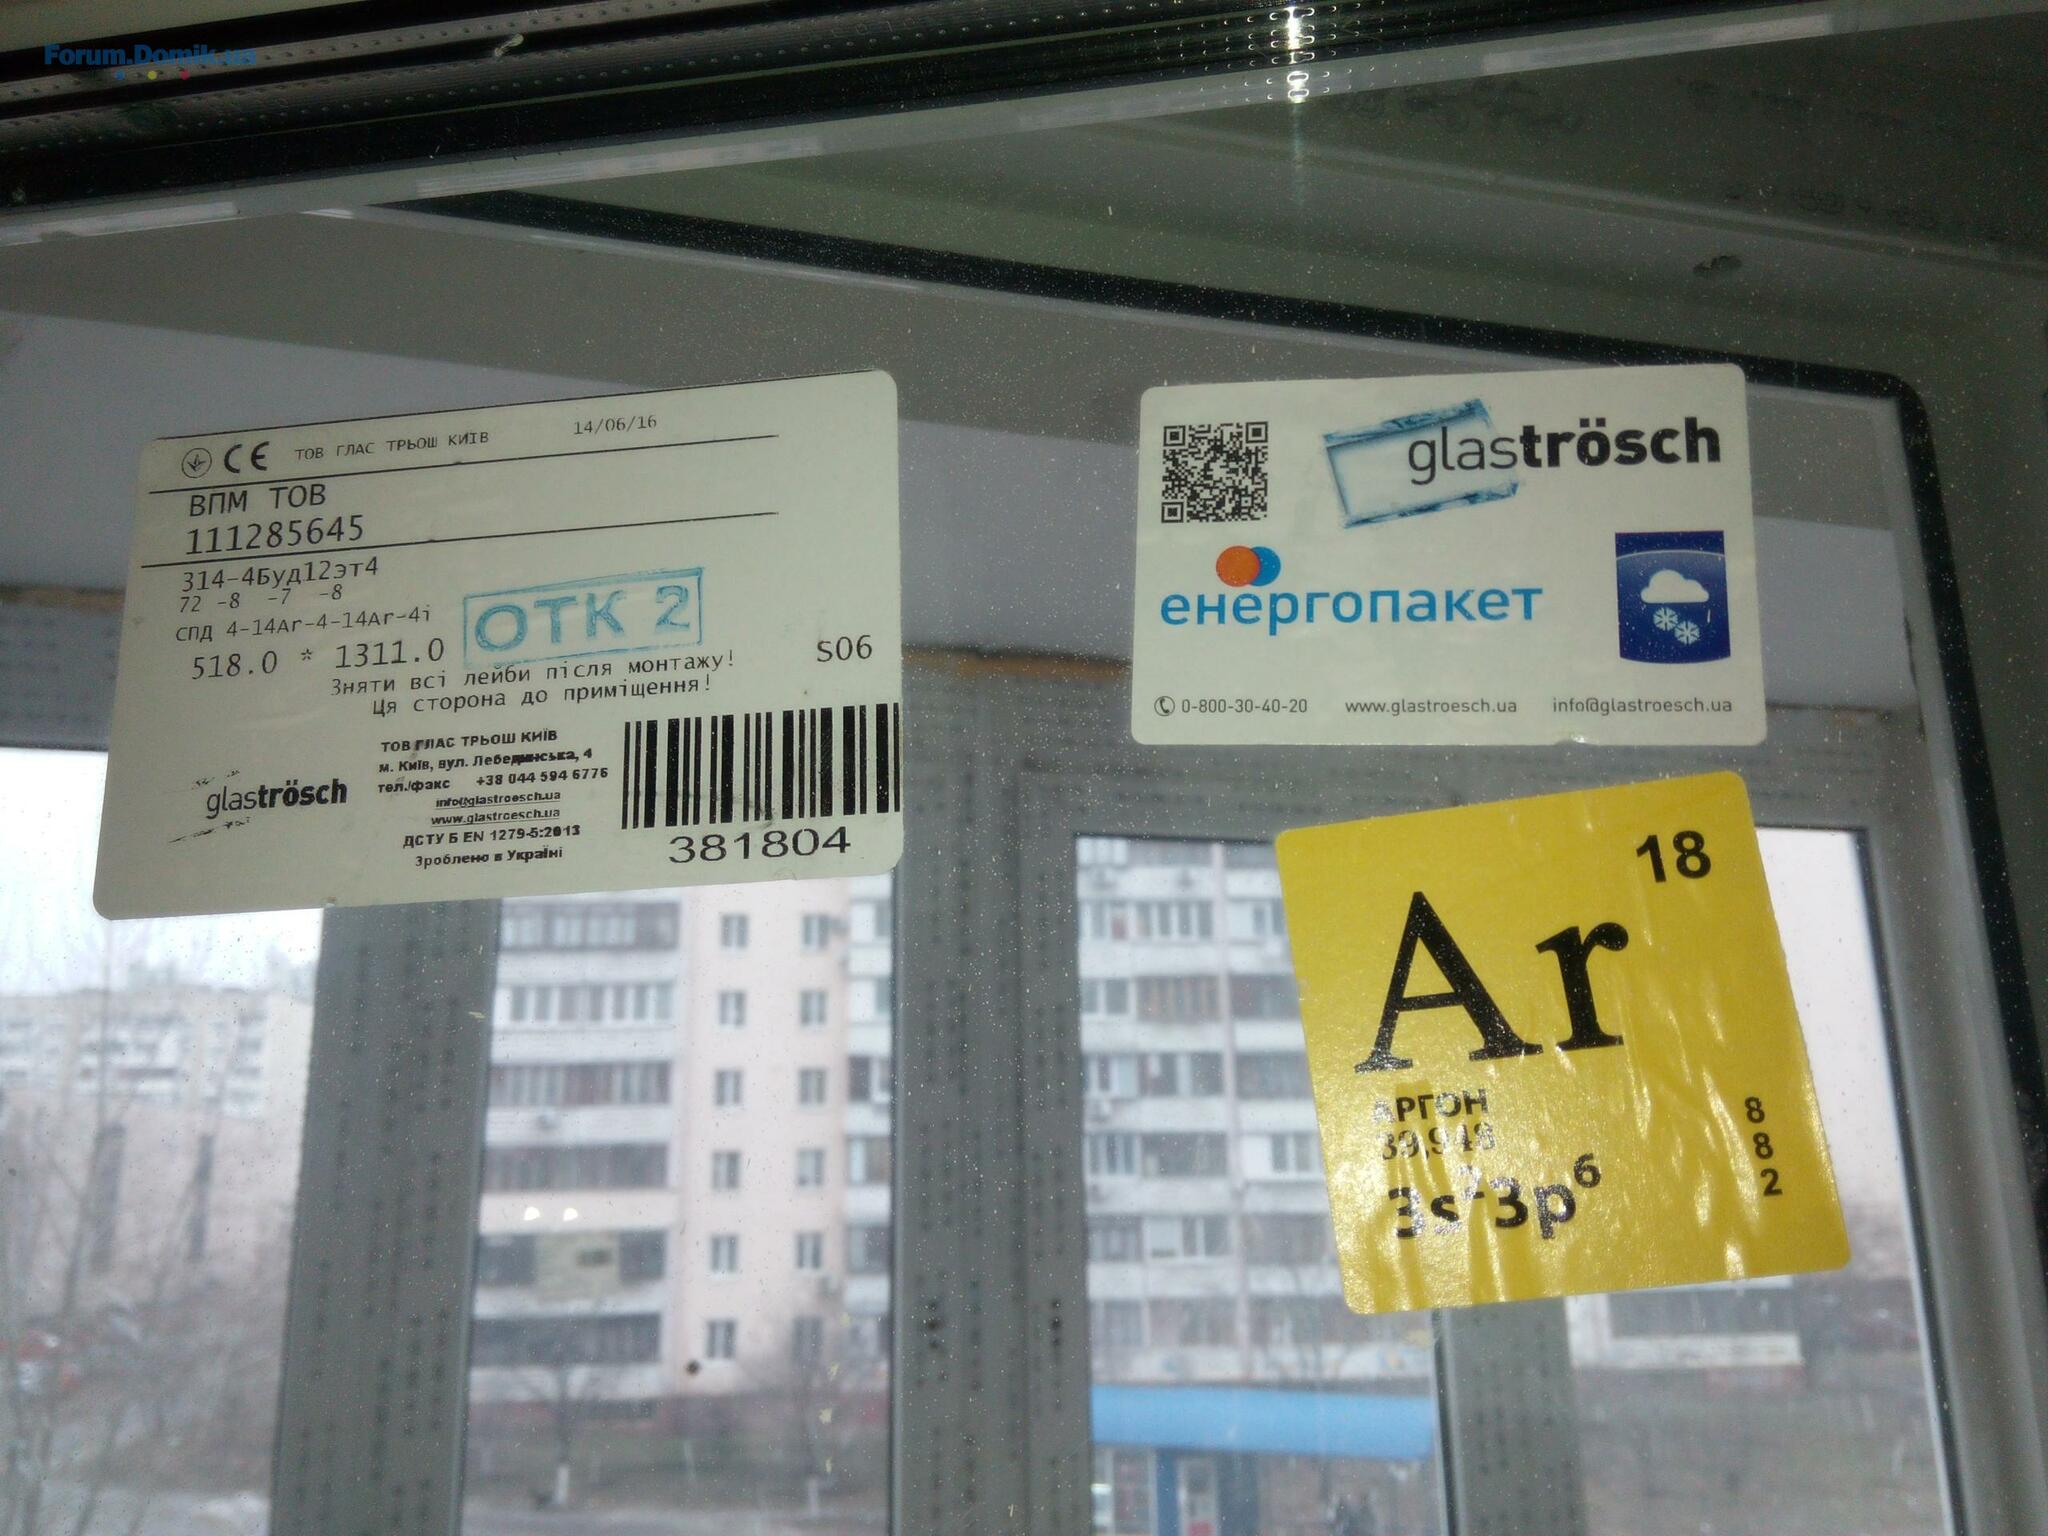 Forum.Domik.ua
CE ТОВ ГЛАС ТРЬОШ КИЇВ 14/06/16
ВПМ ТОВ
111285645
314-4Буд12эт4
72 -8 -7 -8
СПД 4-14Ar-4-14Ar-4i
518.0 * 1311.0
ОТК 2
S06
Зняти всі лейби після монтажу!
Ця сторона до приміщення!
glaströsch
ТОВ ГЛАС ТРЬОШ КИЇВ
м. Київ, вул. Лебединська, 4
тел./факс +38 044 594 6776
info@glastroesch.ua
www.glastroesch.ua
ДСТУ Б EN 1279-5:2013
Зроблено в Україні
381804
glaströsch
енергопакет
0-800-30-40-20 www.glastroesch.ua info@glastroesch.ua
18
Ar
АРГОН
39,948
3s²3p⁶
8
8
2